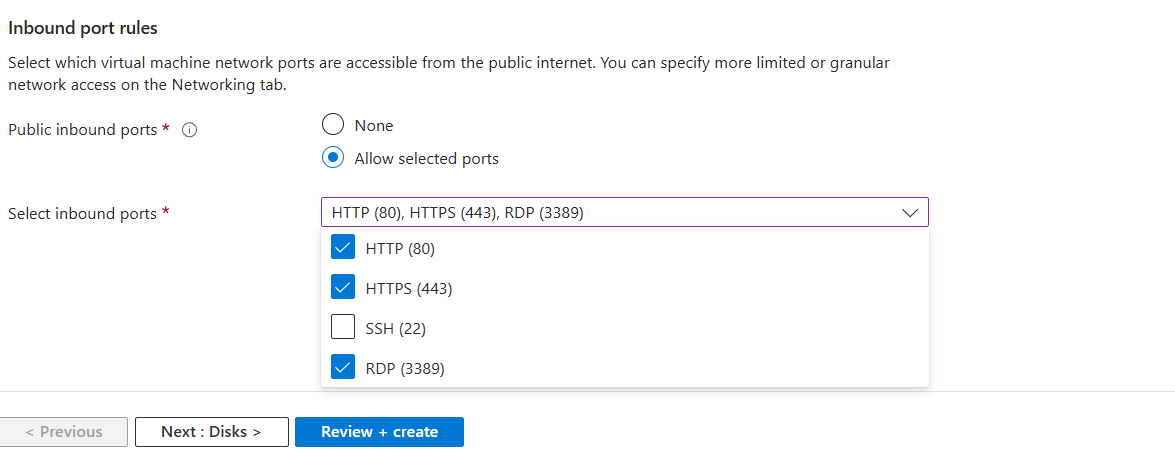 Inbound port rules
Select which virtual machine network ports are accessible from the public internet. You can specify more limited or granular
network access on the Networking tab.
Public inbound ports *
None
Allow selected ports
Select inbound ports *
HTTP (80), HTTPS (443), RDP (3389)
HTTP (80)
HTTPS (443)
SSH (22)
RDP (3389)
< Previous
Next : Disks >
Review + create